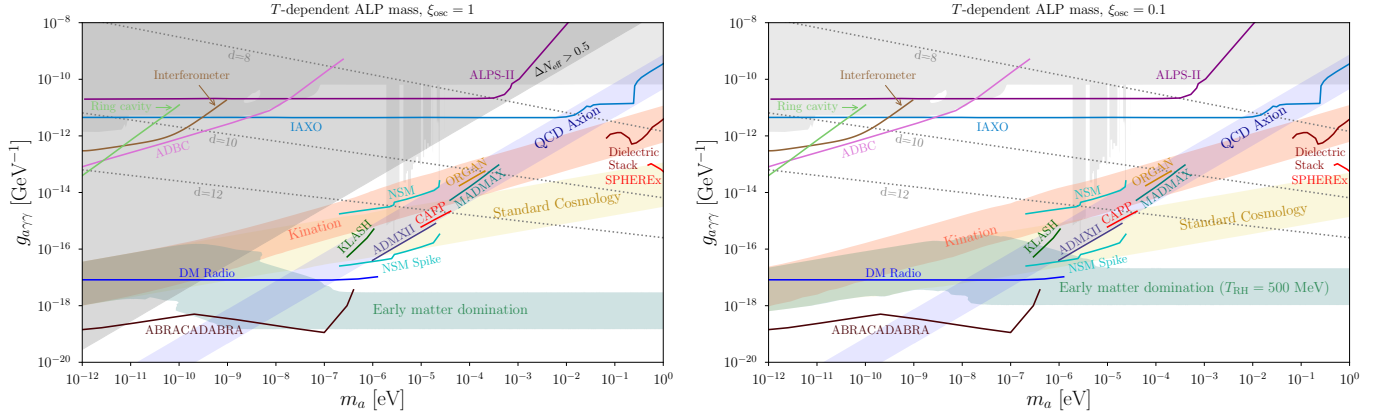 T-dependent ALP mass, ξosc = 1
10⁻⁸
10⁻¹⁰
10⁻¹²
10⁻¹⁴
10⁻¹⁶
10⁻¹⁸
10⁻²⁰
gaγγ [GeV⁻¹]
d=8
ΔNeff > 0.5
Interferometer
ALPS-II
Ring cavity
IAXO
QCD Axion
d=10
ADBC
Dielectric
Stack
SPHEREx
d=12
ORGAN
NSM
MADMAX
CAPP
Standard Cosmology
Kination
KLASH
ADMXII
NSM Spike
DM Radio
Early matter domination
ABRACADABRA
10⁻¹² 10⁻¹¹ 10⁻¹⁰ 10⁻⁹ 10⁻⁸ 10⁻⁷ 10⁻⁶ 10⁻⁵ 10⁻⁴ 10⁻³ 10⁻² 10⁻¹ 10⁰
ma [eV]
T-dependent ALP mass, ξosc = 0.1
10⁻⁸
10⁻¹⁰
10⁻¹²
10⁻¹⁴
10⁻¹⁶
10⁻¹⁸
10⁻²⁰
gaγγ [GeV⁻¹]
d=8
Interferometer
ALPS-II
Ring cavity
IAXO
QCD Axion
d=10
ADBC
Dielectric
Stack
SPHEREx
d=12
ORGAN
NSM
MADMAX
CAPP
Standard Cosmology
Kination
KLASH
ADMXII
NSM Spike
DM Radio
Early matter domination (TRH = 500 MeV)
ABRACADABRA
10⁻¹² 10⁻¹¹ 10⁻¹⁰ 10⁻⁹ 10⁻⁸ 10⁻⁷ 10⁻⁶ 10⁻⁵ 10⁻⁴ 10⁻³ 10⁻² 10⁻¹ 10⁰
ma [eV]